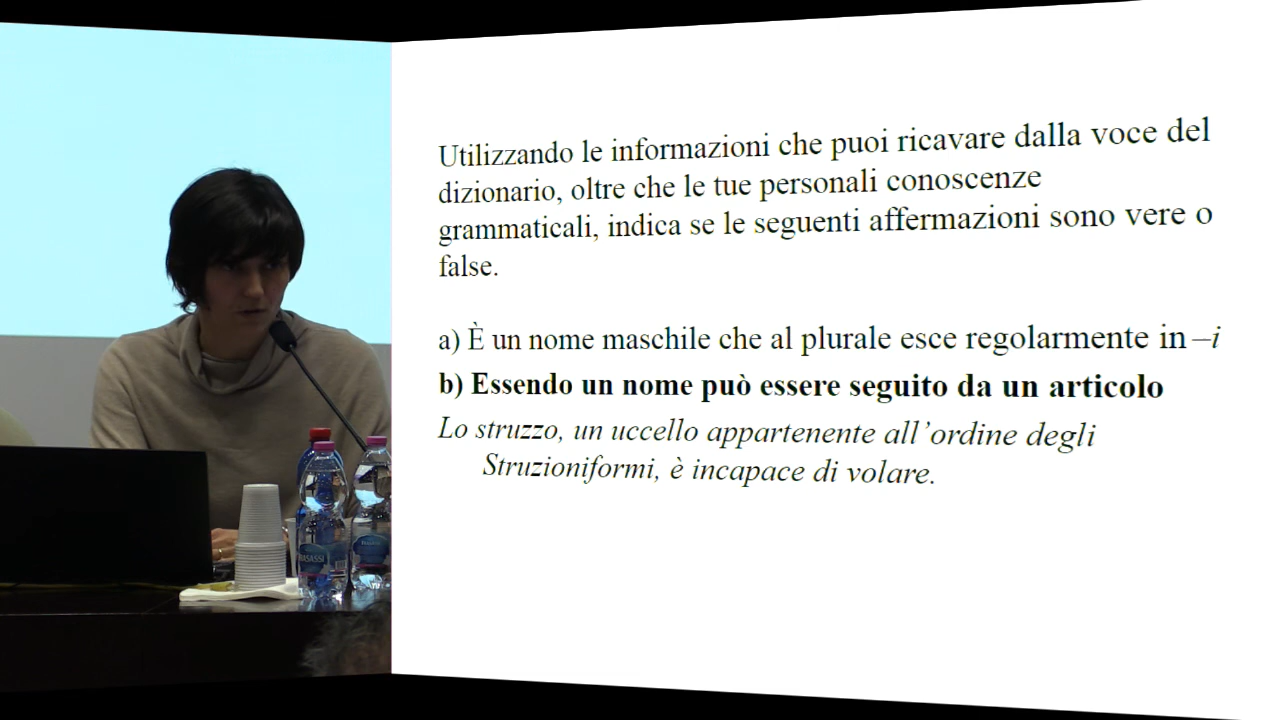 Utilizzando le informazioni che puoi ricavare dalla voce del
dizionario, oltre che le tue personali conoscenze
grammaticali, indica se le seguenti affermazioni sono vere o
false.
a) È un nome maschile che al plurale esce regolarmente in –i
b) Essendo un nome può essere seguito da un articolo
Lo struzzo, un uccello appartenente all’ordine degli
Struzioniformi, è incapace di volare.